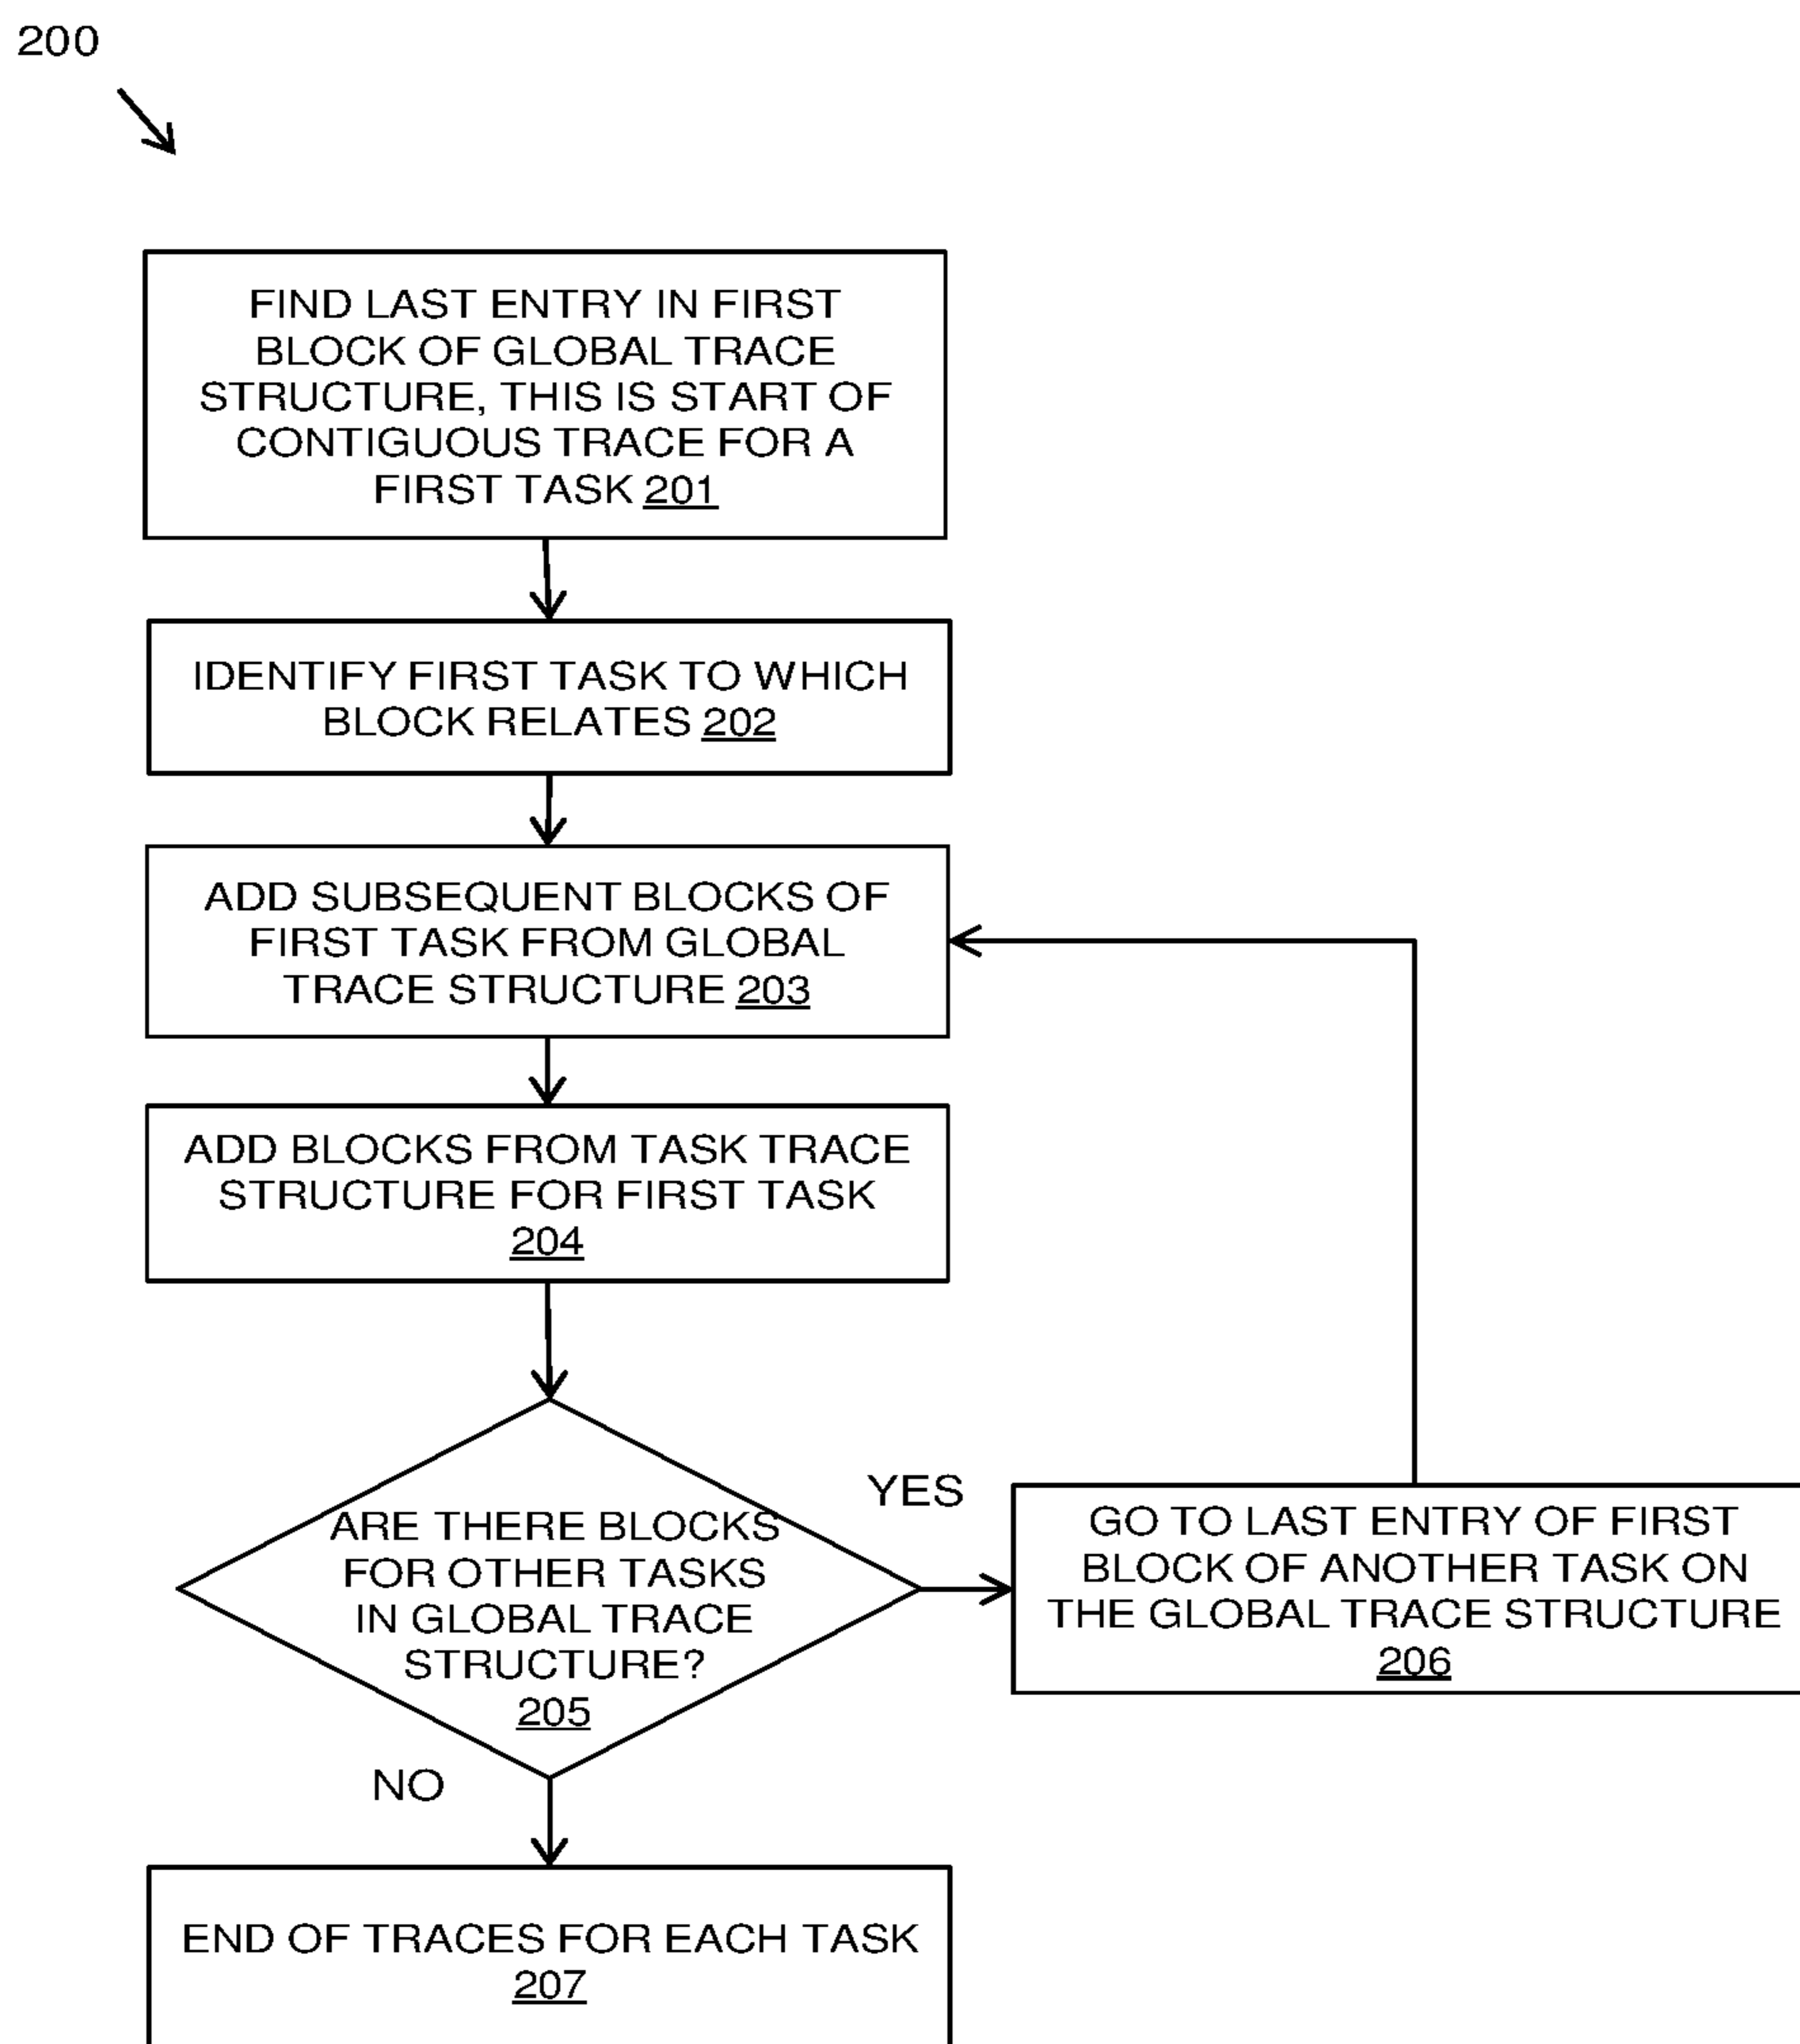 200
FIND LAST ENTRY IN FIRST
BLOCK OF GLOBAL TRACE
STRUCTURE, THIS IS START OF
CONTIGUOUS TRACE FOR A
FIRST TASK 201
IDENTIFY FIRST TASK TO WHICH
BLOCK RELATES 202
ADD SUBSEQUENT BLOCKS OF
FIRST TASK FROM GLOBAL
TRACE STRUCTURE 203
ADD BLOCKS FROM TASK TRACE
STRUCTURE FOR FIRST TASK
204
ARE THERE BLOCKS
FOR OTHER TASKS
IN GLOBAL TRACE
STRUCTURE?
205
YES
GO TO LAST ENTRY OF FIRST
BLOCK OF ANOTHER TASK ON
THE GLOBAL TRACE STRUCTURE
206
NO
END OF TRACES FOR EACH TASK
207